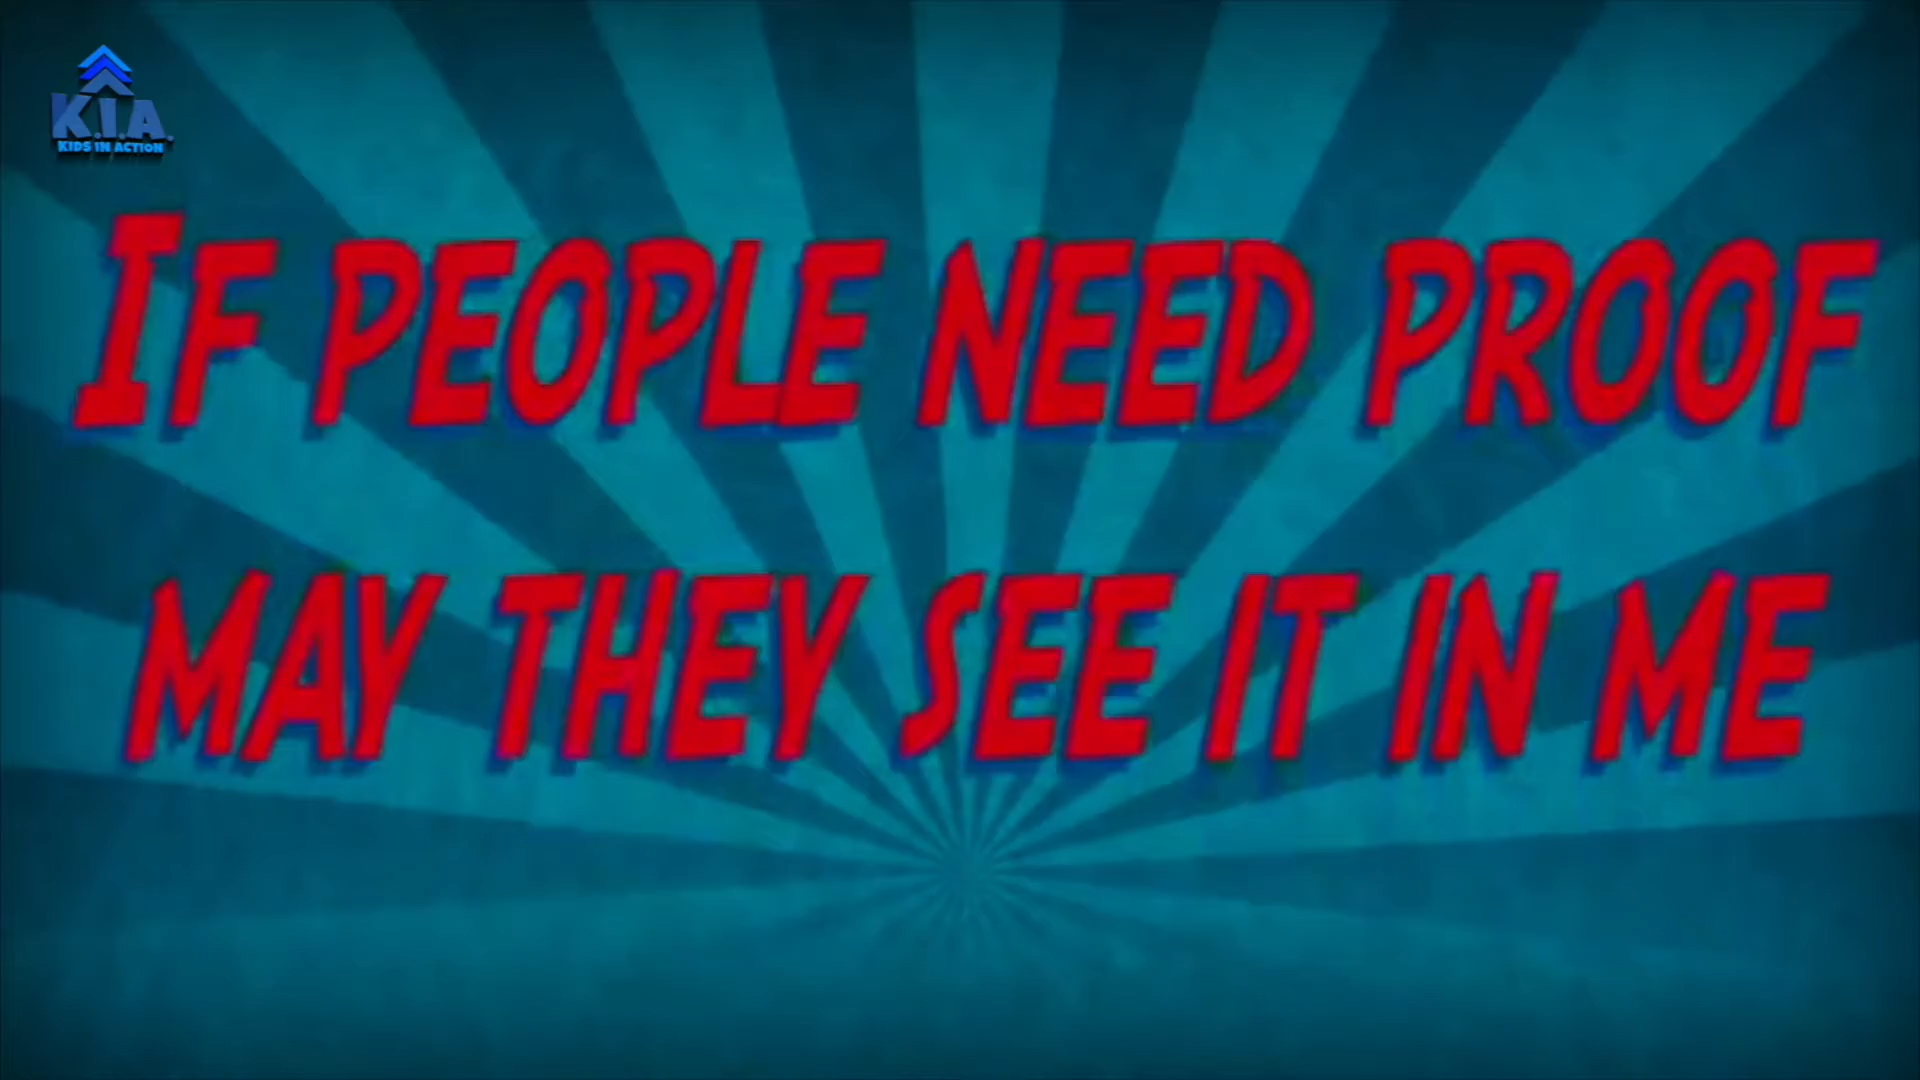 K.I.A.
KIDS IN ACTION
IF PEOPLE NEED PROOF
MAY THEY SEE IT IN ME